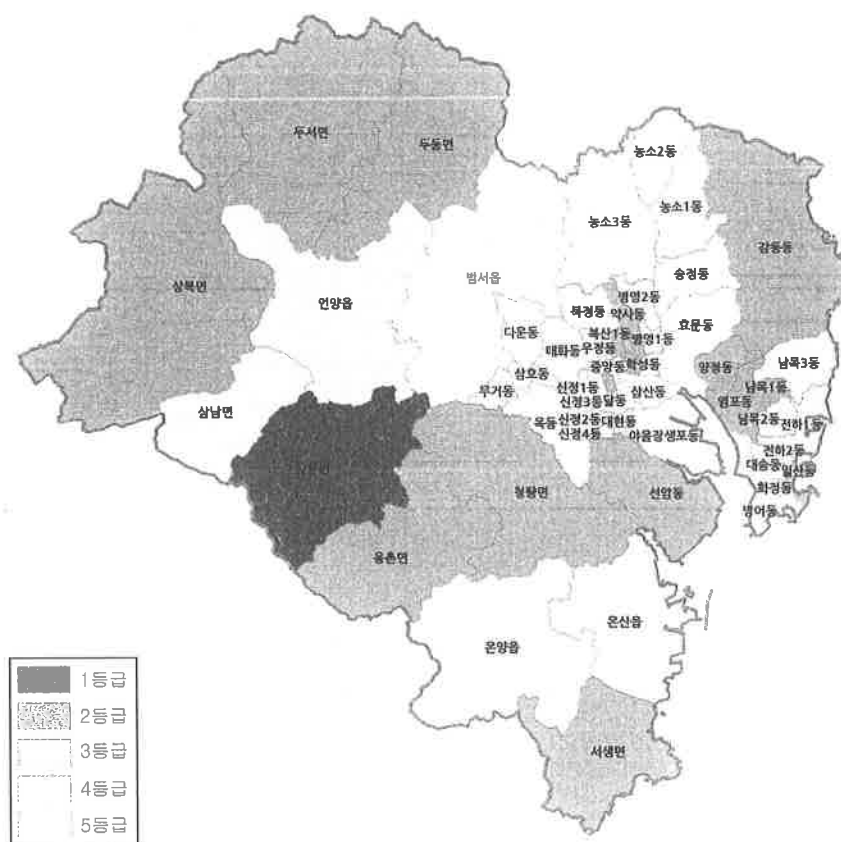 두서면
두동면
농소2동
농소1동
농소3동
강동동
상북면
언양읍
범서읍
송정동
북정동
병영2동
약사동
효문동
다운동
복산1동
병영1동
태화동
우정동
남목3동
삼호동
중앙동
학성동
양정동
무거동
신정1동
남목1동
신정3동
달동
삼산동
염포동
삼남면
옥동
신정2동
대현동
남목2동
전하1동
신정4동
야음장생포동
전하2동
대송동
일산동
화정동
방어동
청량면
선암동
웅촌면
온양읍
온산읍
서생면
1등급
2등급
3등급
4등급
5등급